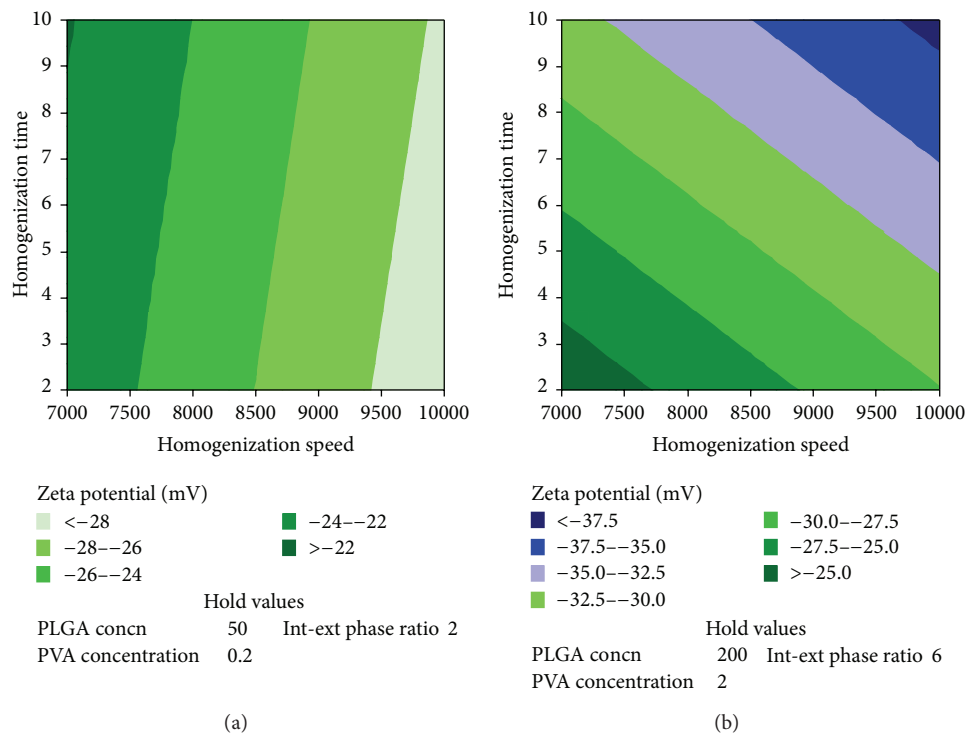 10
9
8
7
6
5
4
3
2
Homogenization time
7000 7500 8000 8500 9000 9500 10000
Homogenization speed
Zeta potential (mV)
<−28
−28–−26
−26–−24
−24–−22
>−22
Hold values
PLGA concn 50 Int-ext phase ratio 2
PVA concentration 0.2
(a)
10
9
8
7
6
5
4
3
2
Homogenization time
7000 7500 8000 8500 9000 9500 10000
Homogenization speed
Zeta potential (mV)
<−37.5
−37.5–−35.0
−35.0–−32.5
−32.5–−30.0
−30.0–−27.5
−27.5–−25.0
>−25.0
Hold values
PLGA concn 200 Int-ext phase ratio 6
PVA concentration 2
(b)